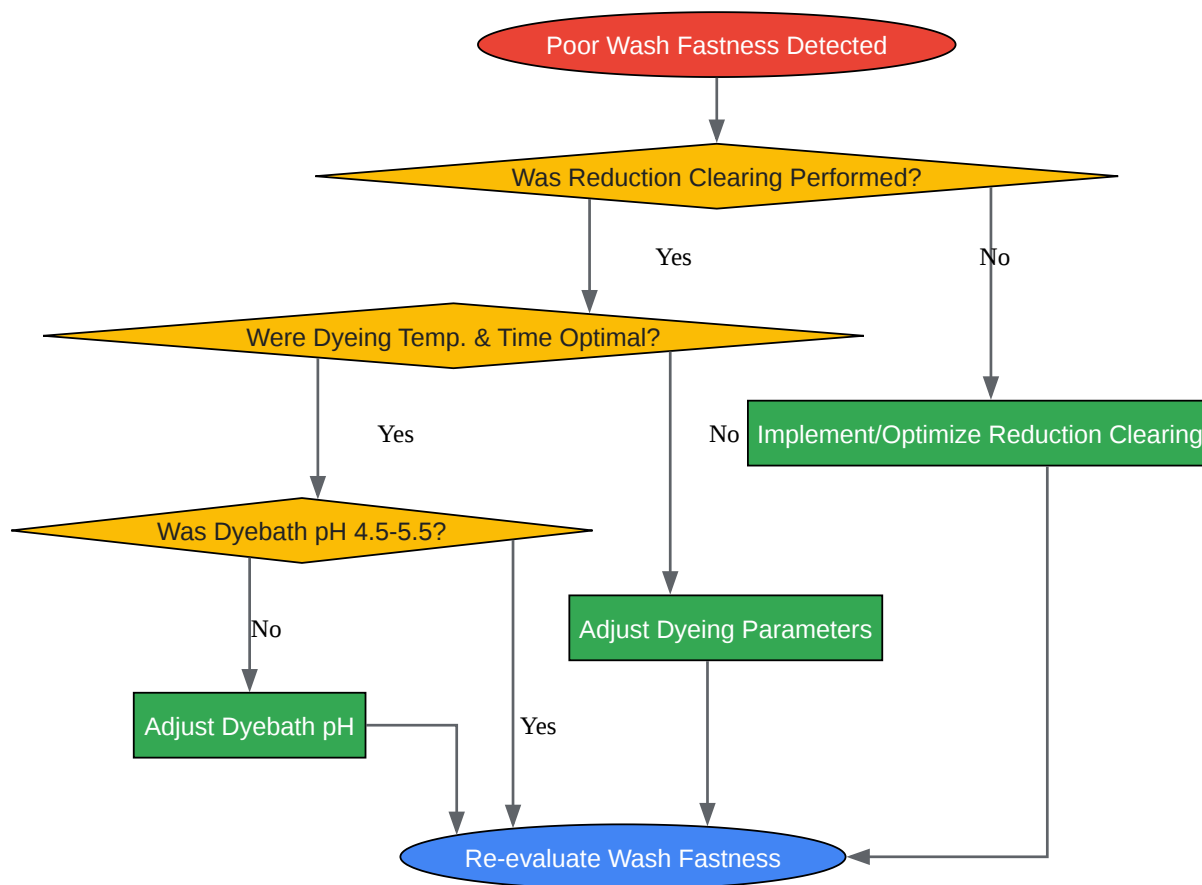 Poor Wash Fastness Detected
Was Reduction Clearing Performed?
Yes
No
Were Dyeing Temp. & Time Optimal?
Yes
No
Implement/Optimize Reduction Clearing
Was Dyebath pH 4.5-5.5?
No
Adjust Dyeing Parameters
Adjust Dyebath pH
Yes
Re-evaluate Wash Fastness